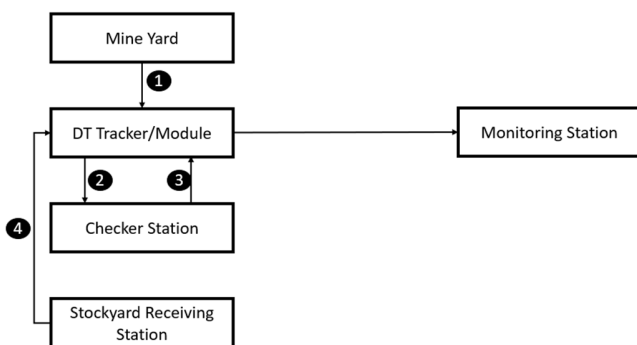 Mine Yard
1
DT Tracker/Module
Monitoring Station
2
3
Checker Station
4
Stockyard Receiving
Station